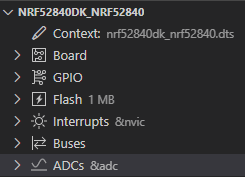 NRF52840DK_NRF52840
Context: nrf52840dk_nrf52840.dts
Board
GPIO
Flash 1 MB
Interrupts &nvic
Buses
ADCs &adc